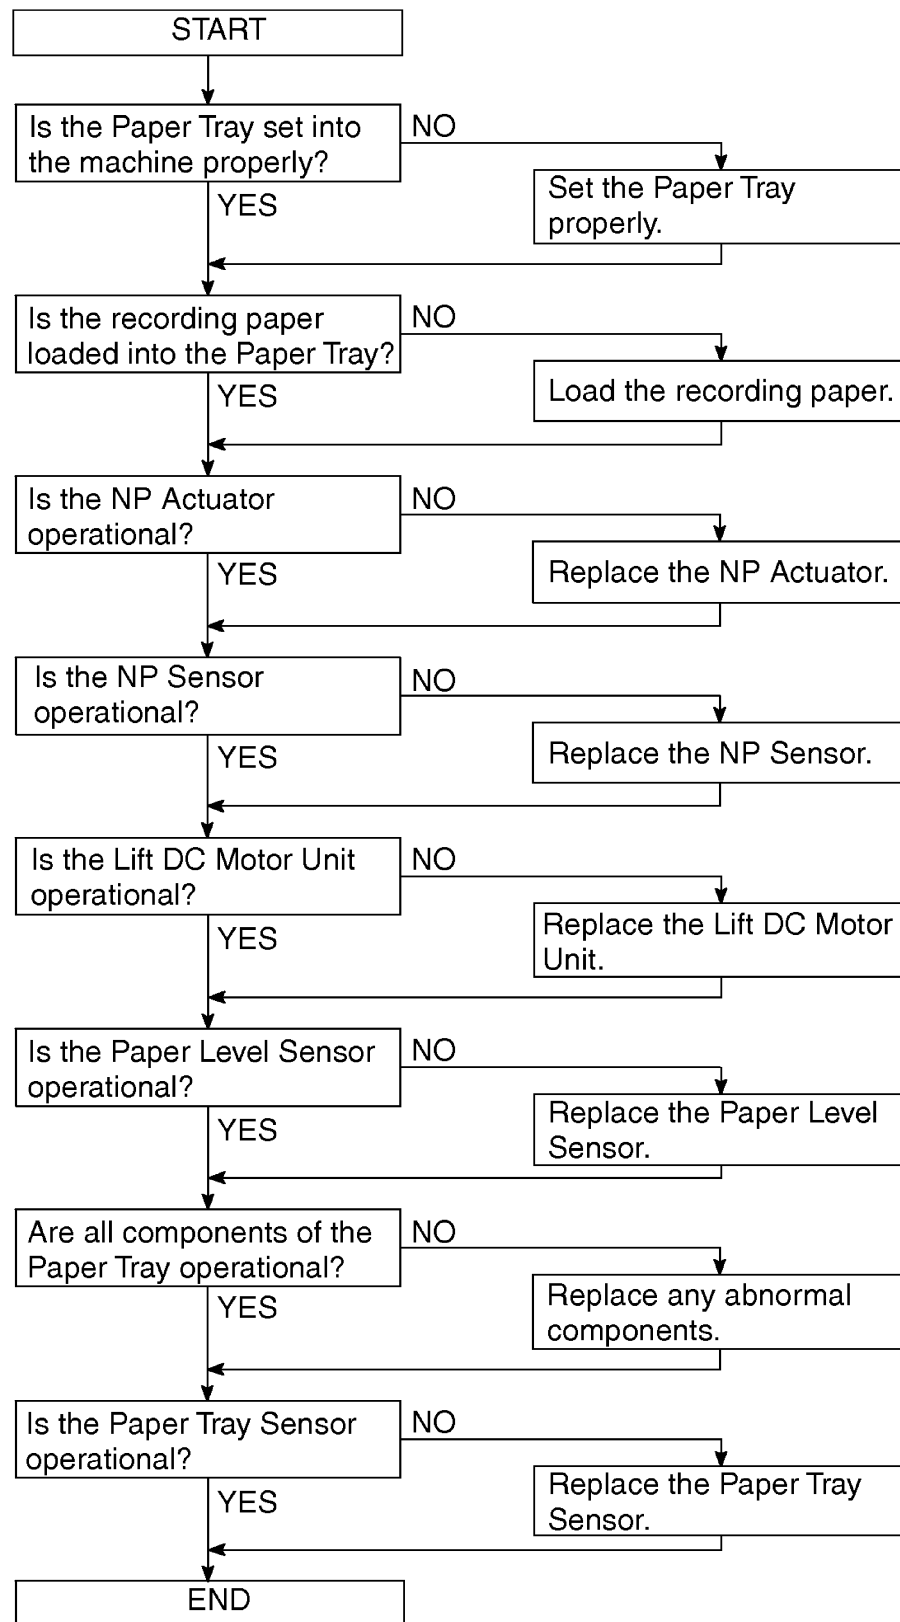 START
Is the Paper Tray set into
the machine properly?
NO
Set the Paper Tray
properly.
YES
Is the recording paper
loaded into the Paper Tray?
NO
Load the recording paper.
YES
Is the NP Actuator
operational?
NO
Replace the NP Actuator.
YES
Is the NP Sensor
operational?
NO
Replace the NP Sensor.
YES
Is the Lift DC Motor Unit
operational?
NO
Replace the Lift DC Motor
Unit.
YES
Is the Paper Level Sensor
operational?
NO
Replace the Paper Level
Sensor.
YES
Are all components of the
Paper Tray operational?
NO
Replace any abnormal
components.
YES
Is the Paper Tray Sensor
operational?
NO
Replace the Paper Tray
Sensor.
YES
END